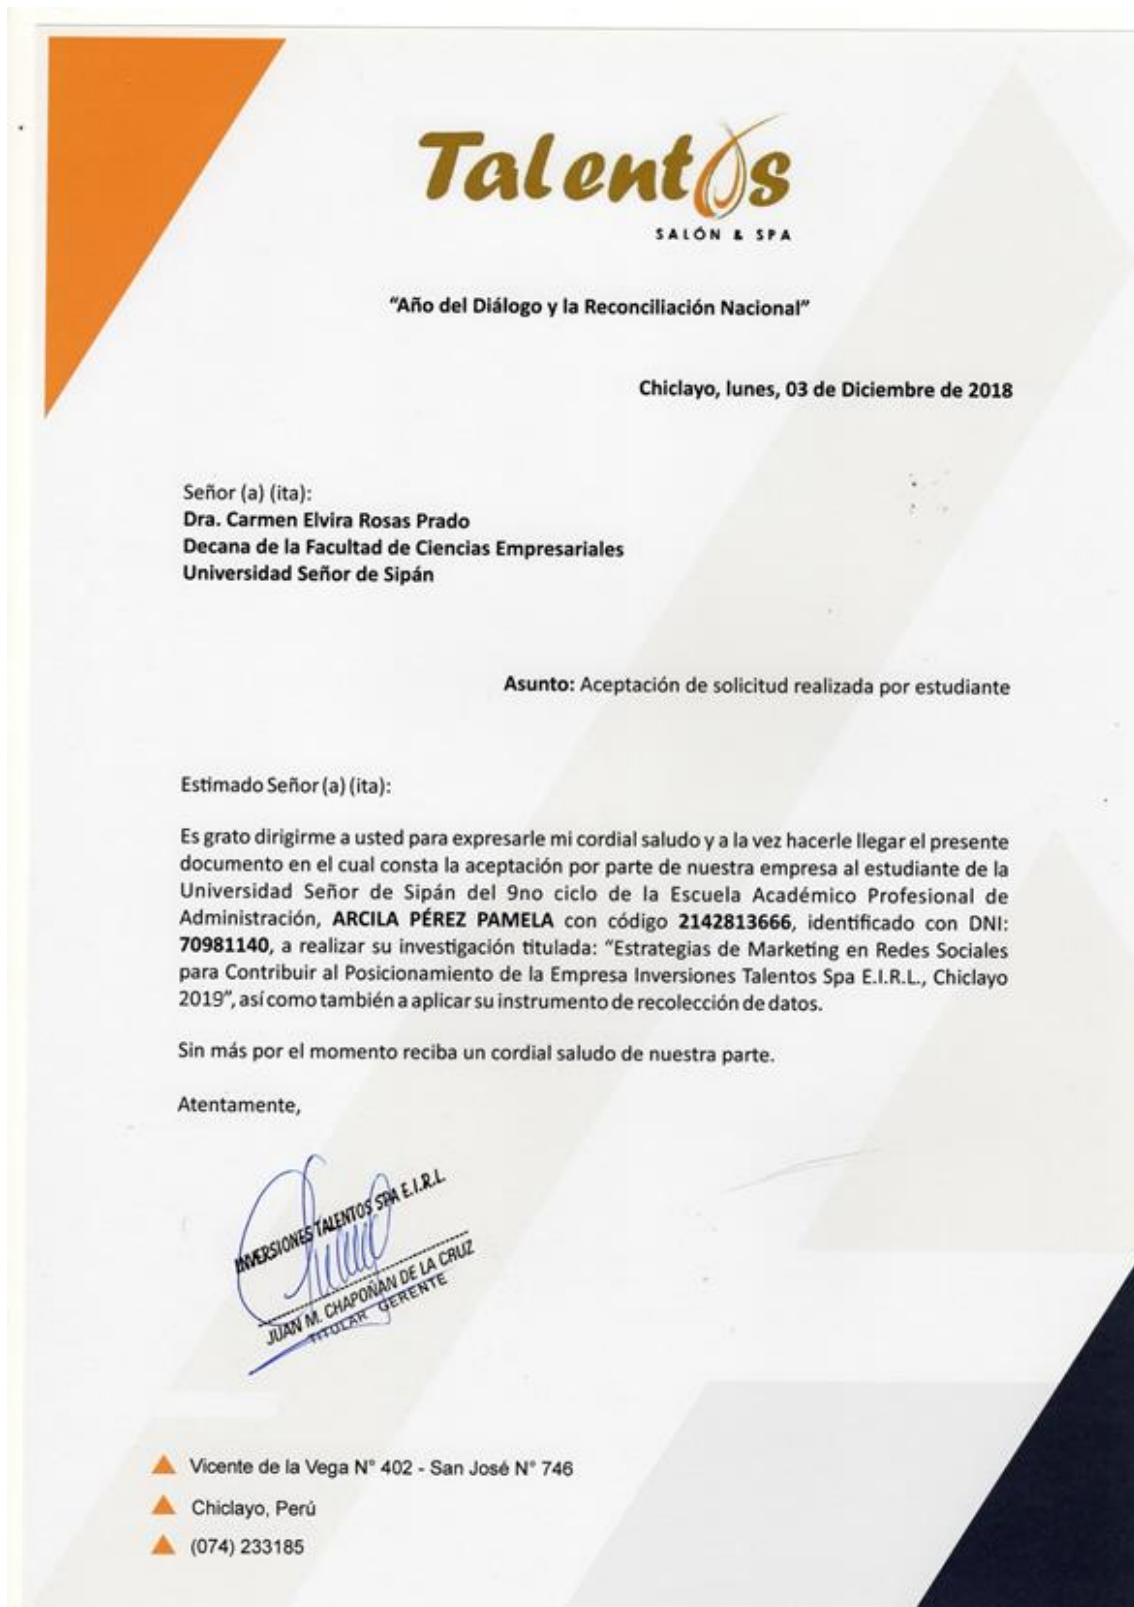 Talentos
SALÓN & SPA
“Año del Diálogo y la Reconciliación Nacional”
Chiclayo, lunes, 03 de Diciembre de 2018
Señor (a) (ita):
Dra. Carmen Elvira Rosas Prado
Decana de la Facultad de Ciencias Empresariales
Universidad Señor de Sipán
Asunto: Aceptación de solicitud realizada por estudiante
Estimado Señor (a) (ita):
Es grato dirigirme a usted para expresarle mi cordial saludo y a la vez hacerle llegar el presente
documento en el cual consta la aceptación por parte de nuestra empresa al estudiante de la
Universidad Señor de Sipán del 9no ciclo de la Escuela Académico Profesional de
Administración, ARCILA PÉREZ PAMELA con código 2142813666, identificado con DNI:
70981140, a realizar su investigación titulada: “Estrategias de Marketing en Redes Sociales
para Contribuir al Posicionamiento de la Empresa Inversiones Talentos Spa E.I.R.L., Chiclayo
2019”, así como también a aplicar su instrumento de recolección de datos.
Sin más por el momento reciba un cordial saludo de nuestra parte.
Atentamente,
INVERSIONES TALENTOS SPA E.I.R.L.
JUAN M. CHAPOÑAN DE LA CRUZ
TITULAR GERENTE
Vicente de la Vega N° 402 - San José N° 746
Chiclayo, Perú
(074) 233185